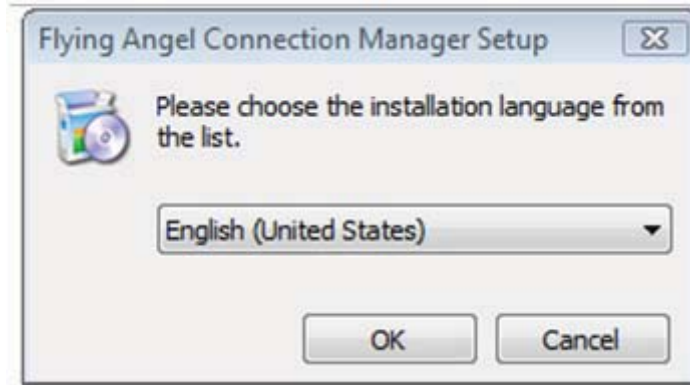 Flying Angel Connection Manager Setup
Please choose the installation language from
the list.
English (United States)
OK
Cancel